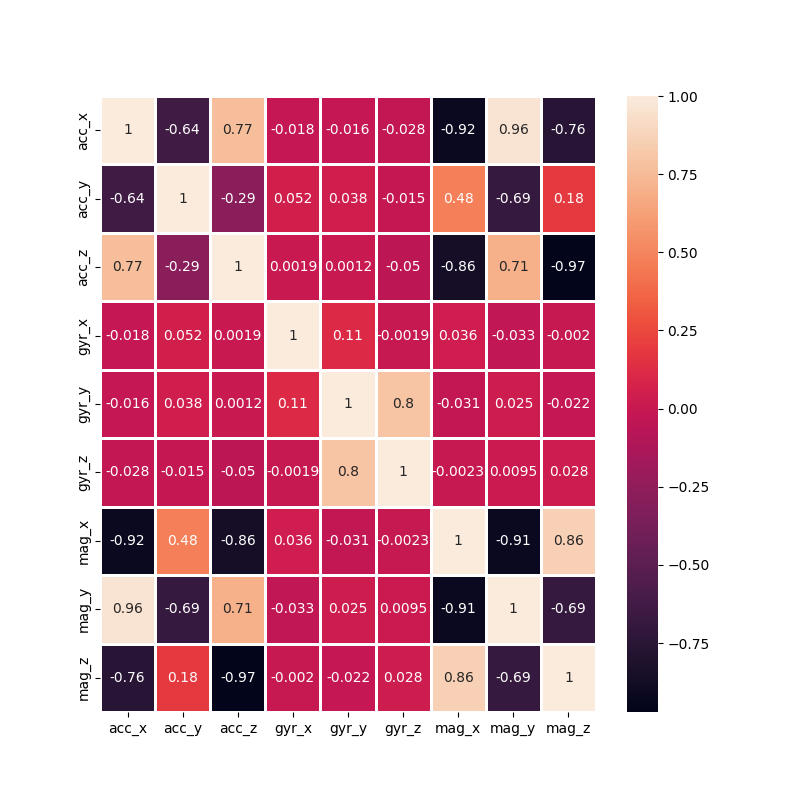 acc_x 1 -0.64 0.77 -0.018 -0.016 -0.028 -0.92 0.96 -0.76
acc_y -0.64 1 -0.29 0.052 0.038 -0.015 0.48 -0.69 0.18
acc_z 0.77 -0.29 1 0.0019 0.0012 -0.05 -0.86 0.71 -0.97
gyr_x -0.018 0.052 0.0019 1 0.11 -0.0019 0.036 -0.033 -0.002
gyr_y -0.016 0.038 0.0012 0.11 1 0.8 -0.031 0.025 -0.022
gyr_z -0.028 -0.015 -0.05 -0.0019 0.8 1 -0.0023 0.0095 0.028
mag_x -0.92 0.48 -0.86 0.036 -0.031 -0.0023 1 -0.91 0.86
mag_y 0.96 -0.69 0.71 -0.033 0.025 0.0095 -0.91 1 -0.69
mag_z -0.76 0.18 -0.97 -0.002 -0.022 0.028 0.86 -0.69 1
acc_x acc_y acc_z gyr_x gyr_y gyr_z mag_x mag_y mag_z
1.00
0.75
0.50
0.25
0.00
−0.25
−0.50
−0.75